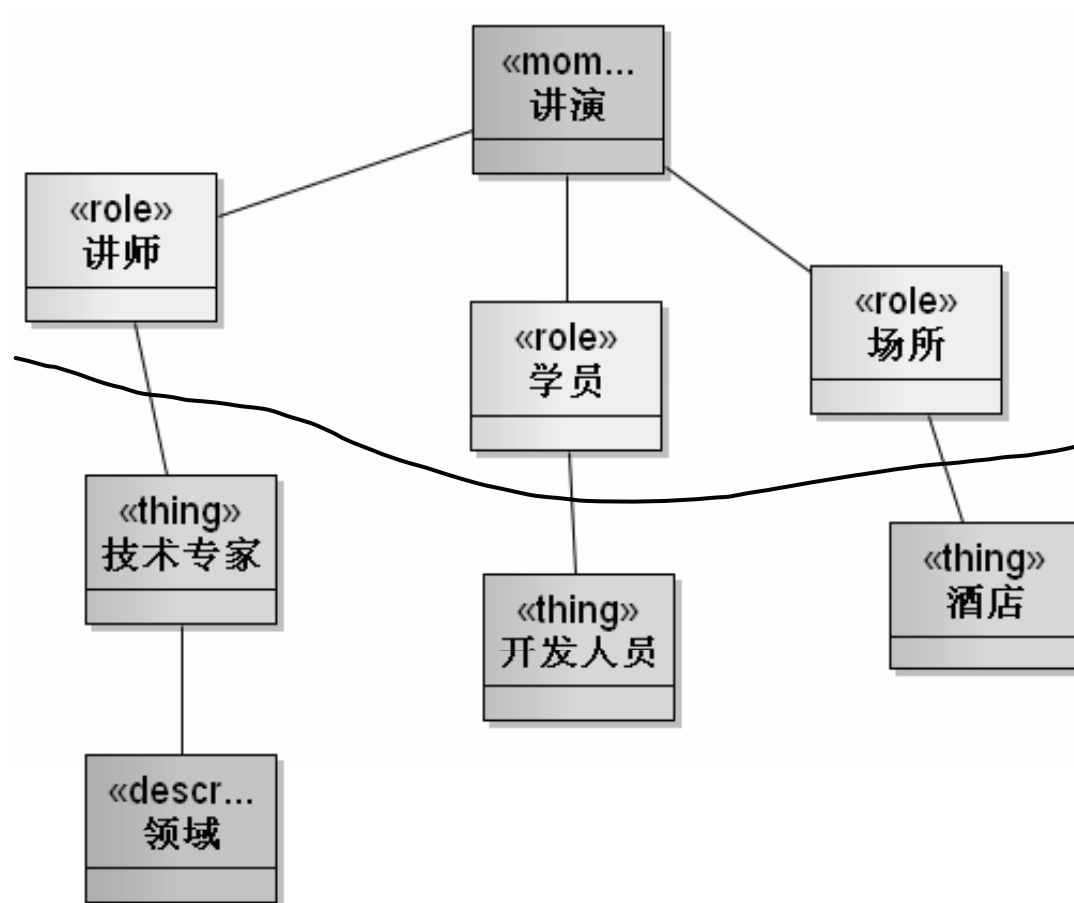 «mom...
讲演
«role»
讲师
«role»
学员
«role»
场所
«thing»
技术专家
«thing»
开发人员
«thing»
酒店
«descr...
领域